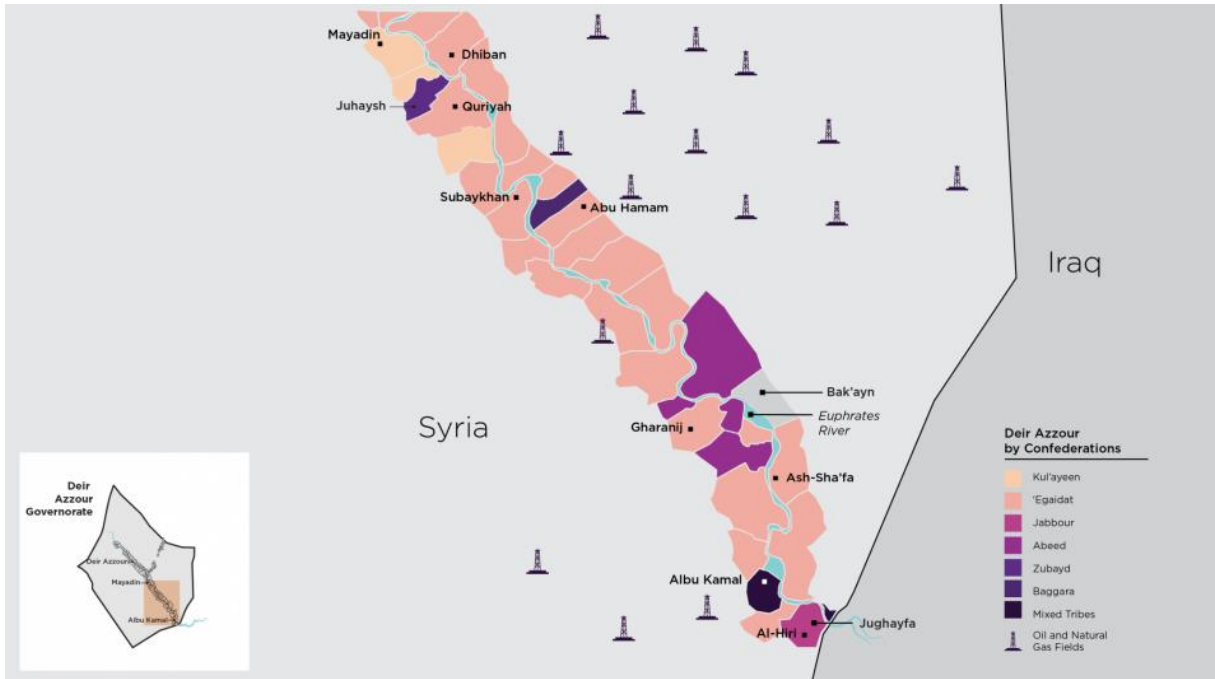 Mayadin
Dhiban
Juhaysh
Quriyah
Subaykhan
Abu Hamam
Iraq
Bak'ayn
Euphrates
River
Syria
Gharanij
Ash-Sha'fa
Albu Kamal
Jughayfa
Al-Hiri
Deir Azzour
by Confederations
Kul'ayeen
'Egaidat
Jabbour
Abeed
Zubayd
Baggara
Mixed Tribes
Oil and Natural
Gas Fields
Deir
Azzour
Governorate
Deir Azzour
Mayadin
Albu Kamal